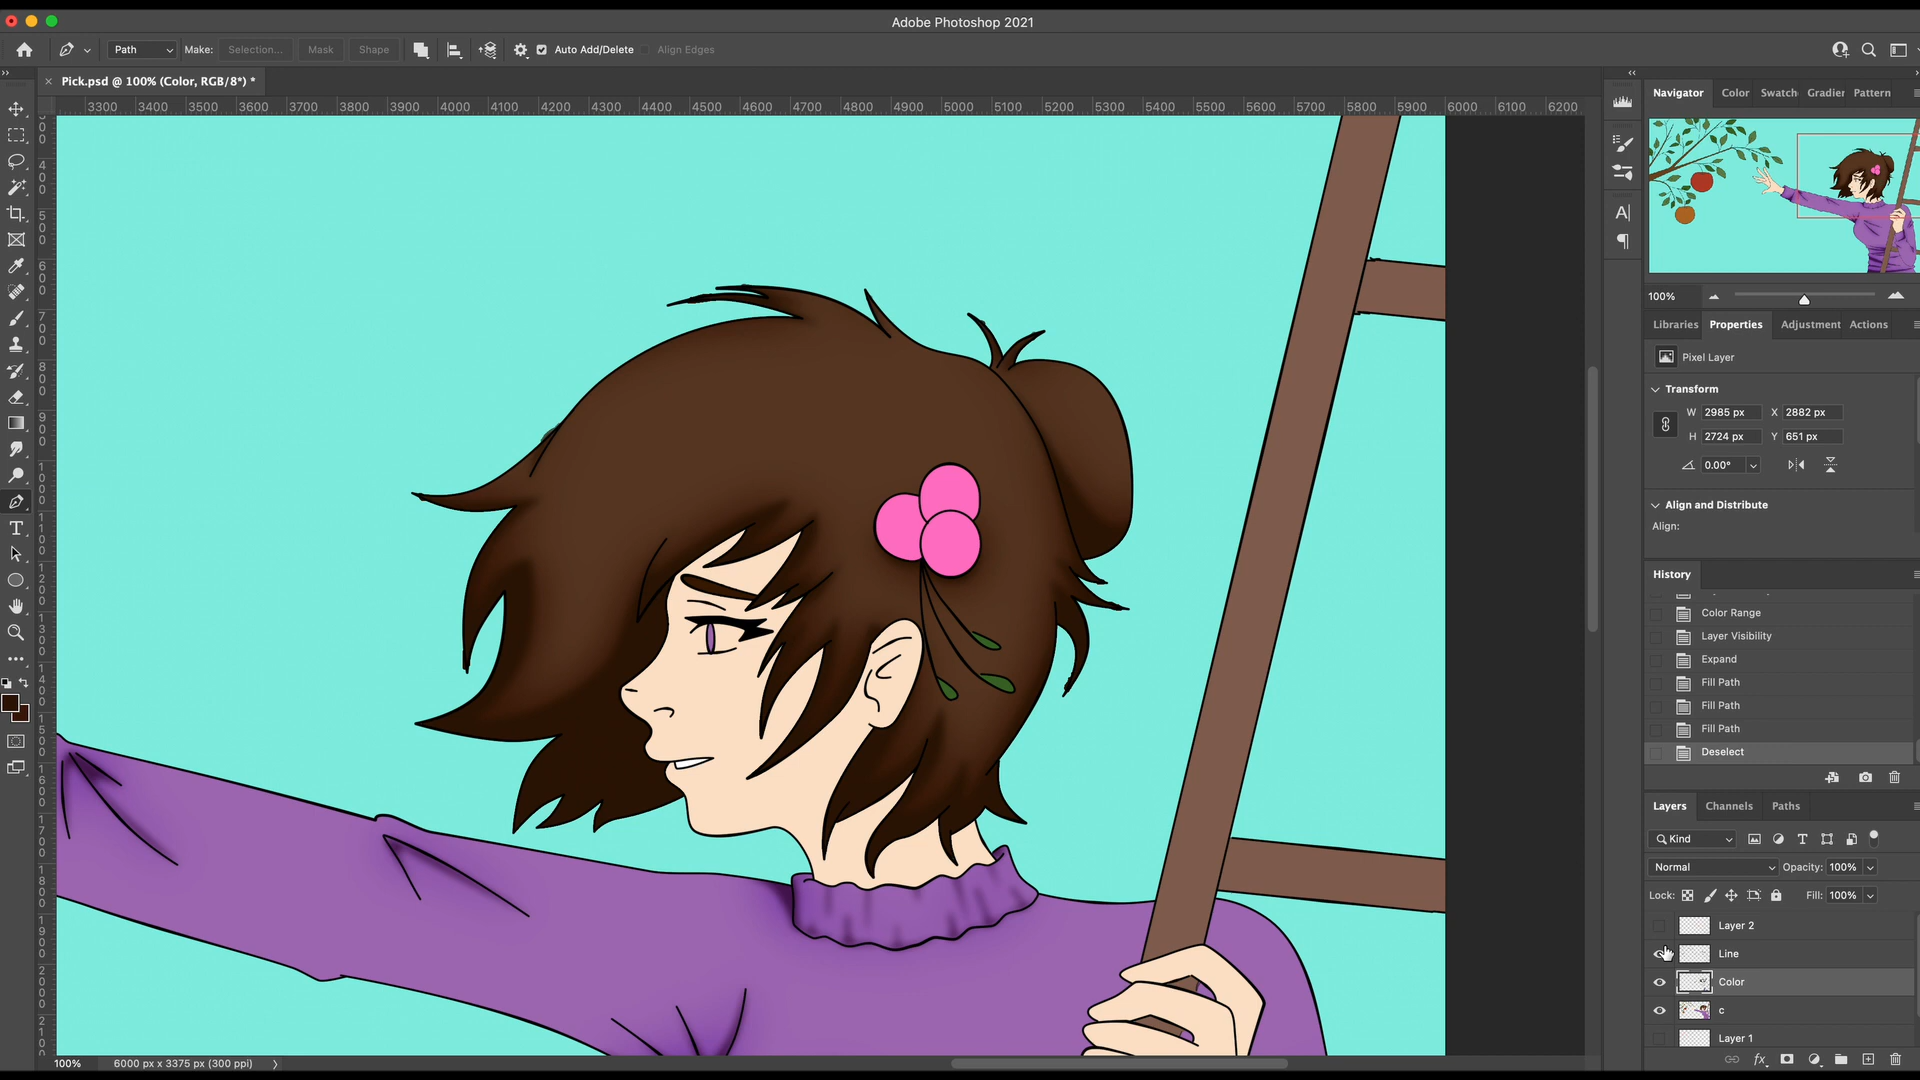 Adobe Photoshop 2021
Path Make: Selection... Mask Shape Auto Add/Delete Align Edges
Pick.psd @ 100% (Color, RGB/8*) *
3300 3400 3500 3600 3700 3800 3900 4000 4100 4200 4300 4400 4500 4600 4700 4800 4900 5000 5100 5200 5300 5400 5500 5600 5700 5800 5900 6000 6100 6200
Navigator Color Swatch Gradier Pattern
100%
Libraries Properties Adjustment Actions
Pixel Layer
Transform
W 2985 px X 2882 px
H 2724 px Y 651 px
0.00°
Align and Distribute
Align:
History
Color Range
Layer Visibility
Expand
Fill Path
Fill Path
Fill Path
Deselect
Layers Channels Paths
Kind
Normal Opacity: 100%
Lock: Fill: 100%
Layer 2
Line
Color
c
Layer 1
100% 6000 px x 3375 px (300 ppi)